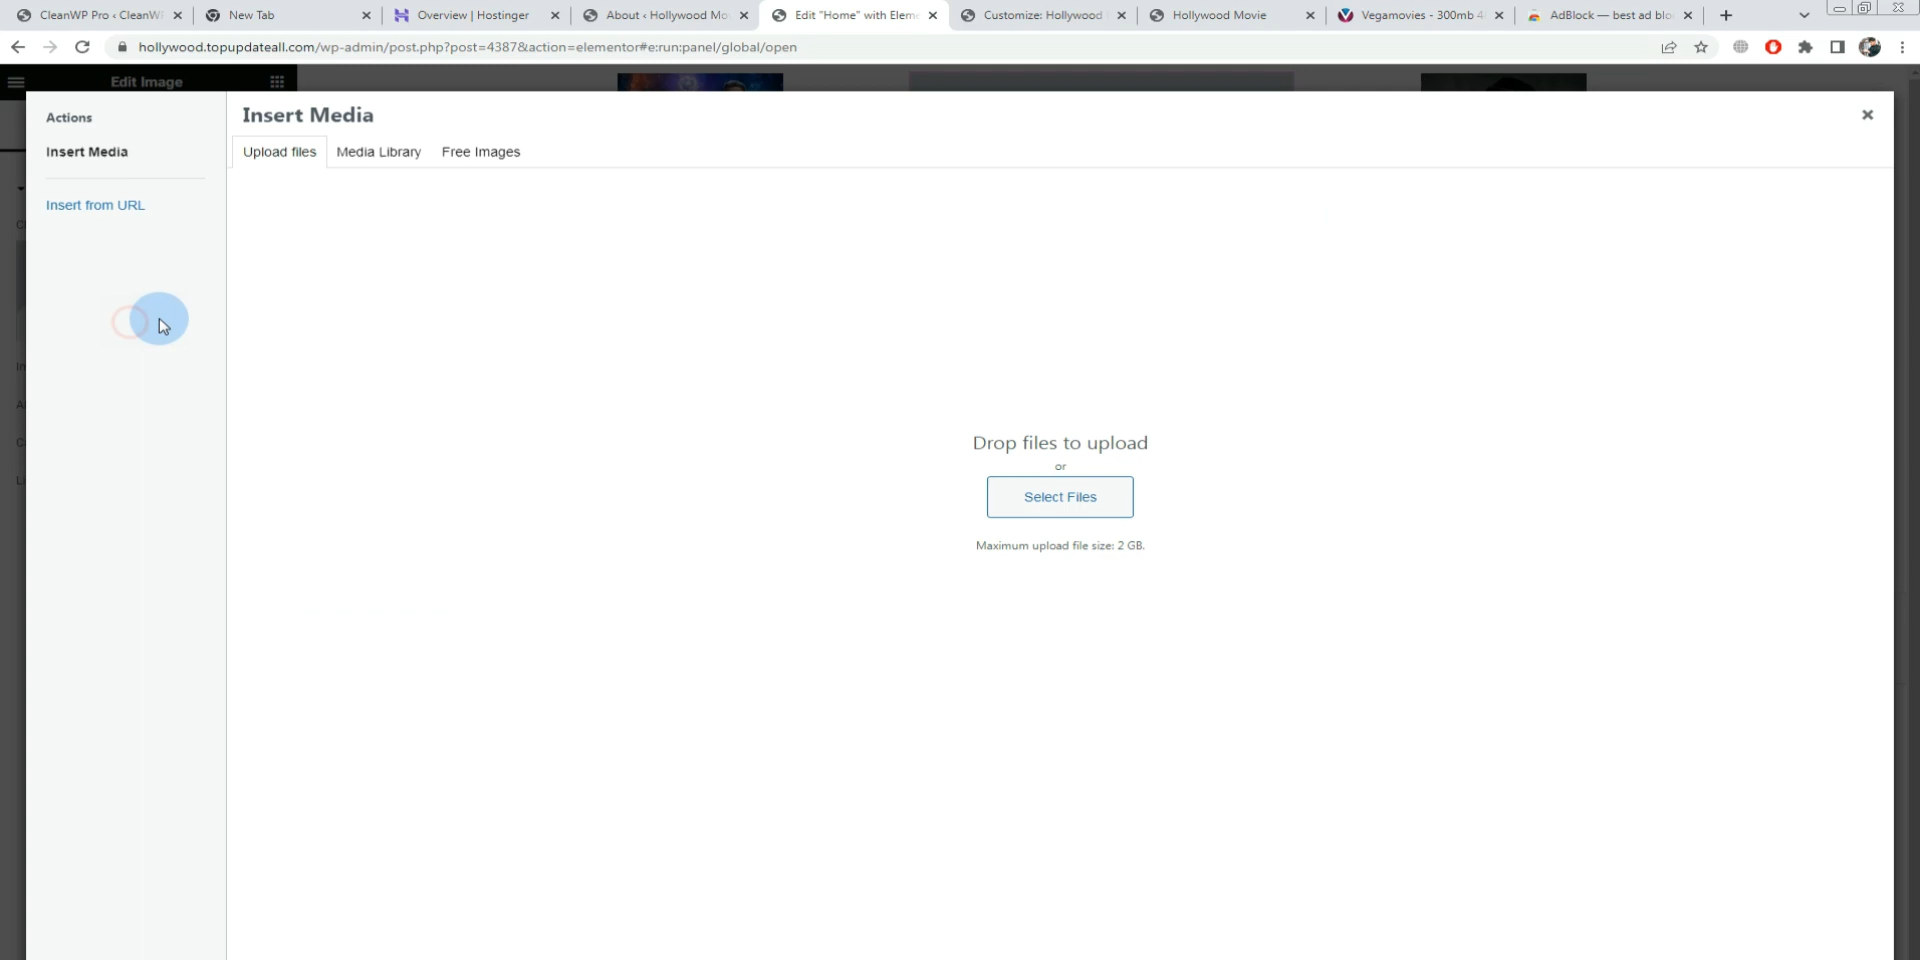 CleanWP Pro ‹ CleanWP
New Tab
Overview | Hostinger
About ‹ Hollywood Mo
Edit "Home" with Elem
Customize: Hollywood
Hollywood Movie
Vegamovies - 300mb 4
AdBlock — best ad blo
hollywood.topupdateall.com/wp-admin/post.php?post=4387&action=elementor#e:run:panel/global/open
Edit Image
Actions
Insert Media
Insert from URL
Insert Media
Upload files Media Library Free Images
Drop files to upload
or
Select Files
Maximum upload file size: 2 GB.